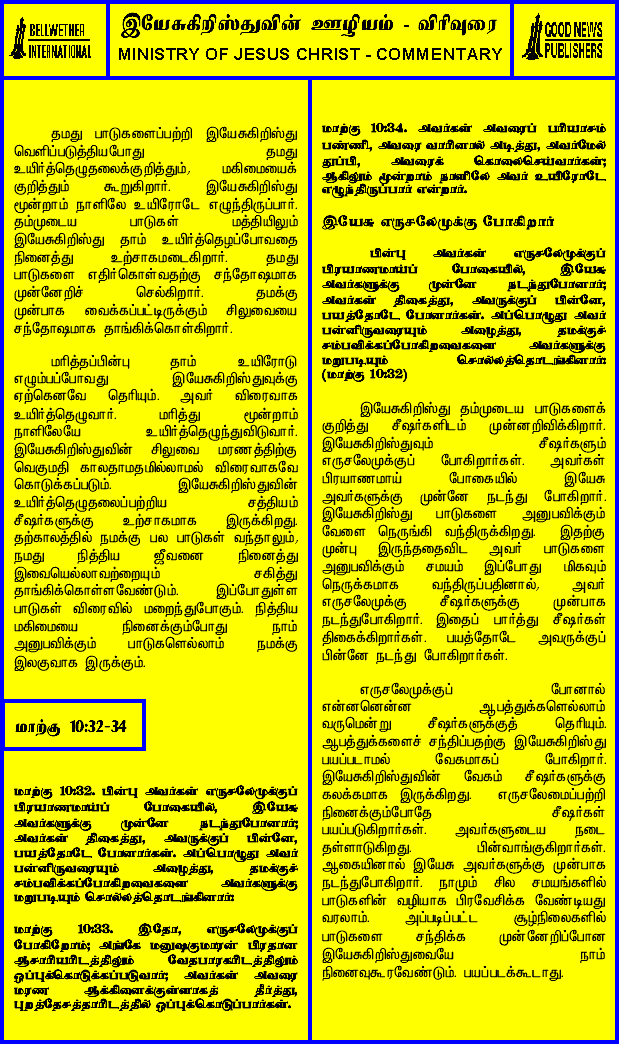 BELLWETHER
INTERNATIONAL
இயேசுகிறிஸ்துவின் ஊழியம் - விரிவுரை
MINISTRY OF JESUS CHRIST - COMMENTARY
GOOD NEWS
PUBLISHERS
தமது பாடுகளைப்பற்றி இயேசுகிறிஸ்து
வெளிப்படுத்தியபோது தமது
உயிர்த்தெழுதலைக்குறித்தும், மகிமையைக்
குறித்தும் கூறுகிறார். இயேசுகிறிஸ்து
மூன்றாம் நாளிலே உயிரோடே எழுந்திருப்பார்.
தம்முடைய பாடுகள் மத்தியிலும்
இயேசுகிறிஸ்து தாம் உயிர்த்தெழப்போவதை
நினைத்து உற்சாகமடைகிறார். தமது
பாடுகளை எதிர்கொள்வதற்கு சந்தோஷமாக
முன்னேறிச் செல்கிறார். தமக்கு
முன்பாக வைக்கப்பட்டிருக்கும் சிலுவையை
சந்தோஷமாக தாங்கிக்கொள்கிறார்.
மரித்தப்பின்பு தாம் உயிரோடு
எழும்பப்போவது இயேசுகிறிஸ்துவுக்கு
ஏற்கெனவே தெரியும். அவர் விரைவாக
உயிர்த்தெழுவார். மரித்து மூன்றாம்
நாளிலேயே உயிர்த்தெழுந்துவிடுவார்.
இயேசுகிறிஸ்துவின் சிலுவை மரணத்திற்கு
வெகுமதி காலதாமதமில்லாமல் விரைவாகவே
கொடுக்கப்படும். இயேசுகிறிஸ்துவின்
உயிர்த்தெழுதலைப்பற்றிய சத்தியம்
சீஷர்களுக்கு உற்சாகமாக இருக்கிறது.
தற்காலத்தில் நமக்கு பல பாடுகள் வந்தாலும்,
நமது நித்திய ஜீவனை நினைத்து
இவையெல்லாவற்றையும் சகித்து
தாங்கிக்கொள்ளவேண்டும். இப்போதுள்ள
பாடுகள் விரைவில் மறைந்துபோகும். நித்திய
மகிமையை நினைக்கும்போது நாம்
அனுபவிக்கும் பாடுகளெல்லாம் நமக்கு
இலகுவாக இருக்கும்.
மாற்கு 10:32-34
மாற்கு 10:32. பின்பு அவர்கள் எருசலேமுக்குப்
பிரயாணமாய்ப் போகையில், இயேசு
அவர்களுக்கு முன்னே நடந்துபோனார்;
அவர்கள் திகைத்து, அவருக்குப் பின்னே,
பயத்தோடே போனார்கள். அப்பொழுது அவர்
பன்னிருவரையும் அழைத்து, தமக்குச்
சம்பவிக்கப்போகிறவைகளை அவர்களுக்கு
மறுபடியும் சொல்லத்தொடங்கினார்:
மாற்கு 10:33. இதோ, எருசலேமுக்குப்
போகிறோம்; அங்கே மனுஷகுமாரன் பிரதான
ஆசாரியரிடத்திலும் வேதபாரகரிடத்திலும்
ஒப்புக்கொடுக்கப்படுவார்; அவர்கள் அவரை
மரண ஆக்கினைக்குள்ளாகத் தீர்த்து,
புறத்தேசத்தாரிடத்தில் ஒப்புக்கொடுப்பார்கள்.
மாற்கு 10:34. அவர்கள் அவரைப் பரியாசம்
பண்ணி, அவரை வாரினால் அடித்து, அவர்மேல்
துப்பி, அவரைக் கொலைசெய்வார்கள்;
ஆகிலும் மூன்றாம் நாளிலே அவர் உயிரோடே
எழுந்திருப்பார் என்றார்.
இயேசு எருசலேமுக்கு போகிறார்
பின்பு அவர்கள் எருசலேமுக்குப்
பிரயாணமாய்ப் போகையில், இயேசு
அவர்களுக்கு முன்னே நடந்துபோனார்;
அவர்கள் திகைத்து, அவருக்குப் பின்னே,
பயத்தோடே போனார்கள். அப்பொழுது அவர்
பன்னிருவரையும் அழைத்து, தமக்குச்
சம்பவிக்கப்போகிறவைகளை அவர்களுக்கு
மறுபடியும் சொல்லத்தொடங்கினார்:
(மாற்கு 10:32)
இயேசுகிறிஸ்து தம்முடைய பாடுகளைக்
குறித்து சீஷர்களிடம் முன்னறிவிக்கிறார்.
இயேசுகிறிஸ்துவும் சீஷர்களும்
எருசலேமுக்குப் போகிறார்கள். அவர்கள்
பிரயாணமாய் போகையில் இயேசு
அவர்களுக்கு முன்னே நடந்து போகிறார்.
இயேசுகிறிஸ்து பாடுகளை அனுபவிக்கும்
வேளை நெருங்கி வந்திருக்கிறது. இதற்கு
முன்பு இருந்ததைவிட அவர் பாடுகளை
அனுபவிக்கும் சமயம் இப்போது மிகவும்
நெருக்கமாக வந்திருப்பதினால், அவர்
எருசலேமுக்கு சீஷர்களுக்கு முன்பாக
நடந்துபோகிறார். இதைப் பார்த்து சீஷர்கள்
திகைக்கிறார்கள். பயத்தோடே அவருக்குப்
பின்னே நடந்து போகிறார்கள்.
எருசலேமுக்குப் போனால்
என்னனென்ன ஆபத்துக்களெல்லாம்
வருமென்று சீஷர்களுக்குத் தெரியும்.
ஆபத்துக்களைச் சந்திப்பதற்கு இயேசுகிறிஸ்து
பயப்படாமல் வேகமாகப் போகிறார்.
இயேசுகிறிஸ்துவின் வேகம் சீஷர்களுக்கு
கலக்கமாக இருக்கிறது. எருசலேமைப்பற்றி
நினைக்கும்போதே சீஷர்கள்
பயப்படுகிறார்கள். அவர்களுடைய நடை
தள்ளாடுகிறது. பின்வாங்குகிறார்கள்.
ஆகையினால் இயேசு அவர்களுக்கு முன்பாக
நடந்துபோகிறார். நாமும் சில சமயங்களில்
பாடுகளின் வழியாக பிரவேசிக்க வேண்டியது
வரலாம். அப்படிப்பட்ட சூழ்நிலைகளில்
பாடுகளை சந்திக்க முன்னேறிப்போன
இயேசுகிறிஸ்துவையே நாம்
நினைவுகூரவேண்டும். பயப்படக்கூடாது.